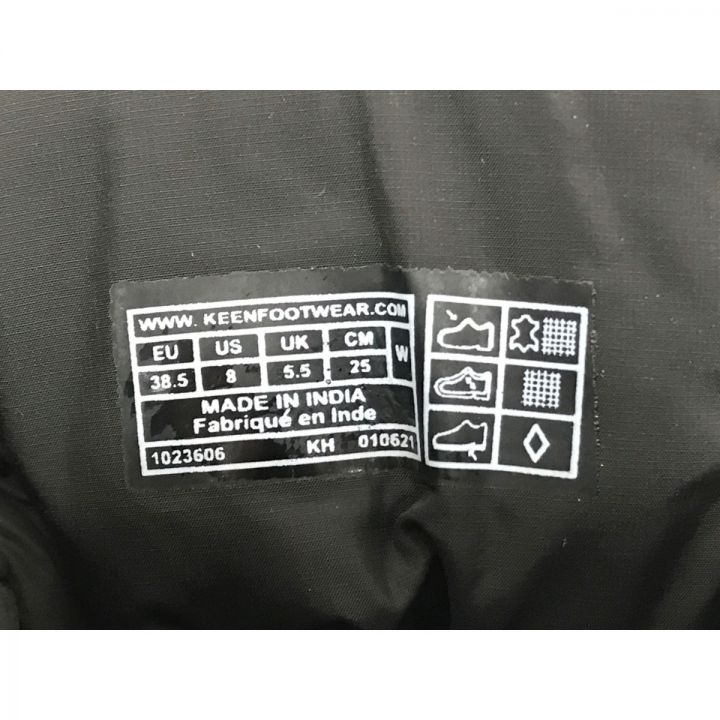 WWW. KEENFOOTWEAR.COM
EU US UK CM W
38.5 8 5.5 25
MADE IN INDIA
Fabriqué en Inde
1023606 KH 010621